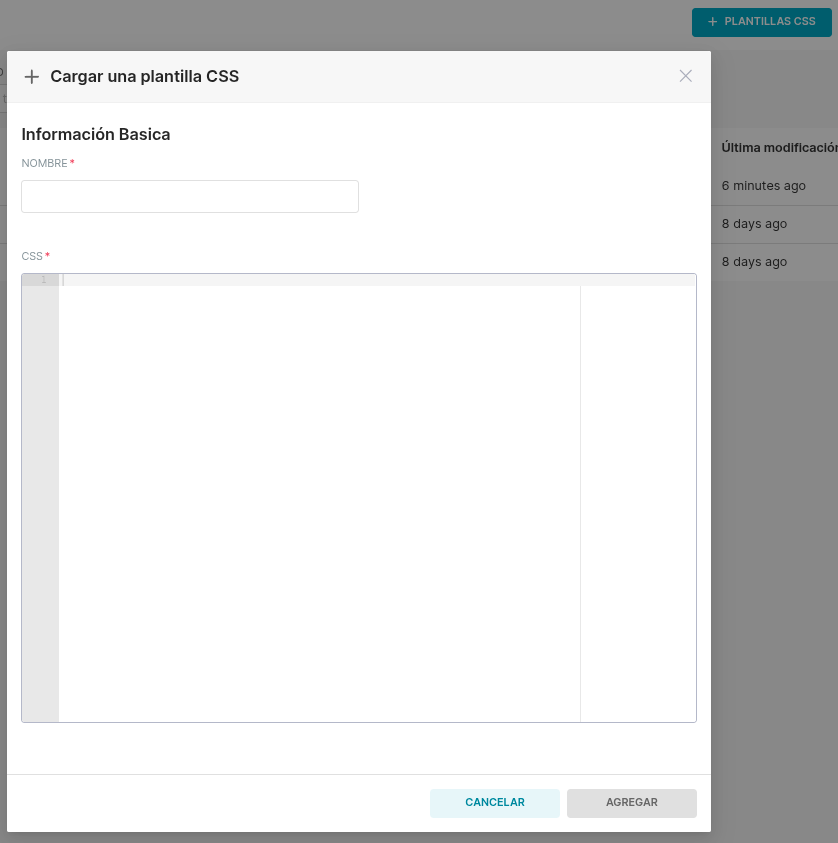 + PLANTILLAS CSS
Cargar una plantilla CSS
Información Basica
NOMBRE*
CSS*
1
CANCELAR
AGREGAR
Última modificación
6 minutes ago
8 days ago
8 days ago